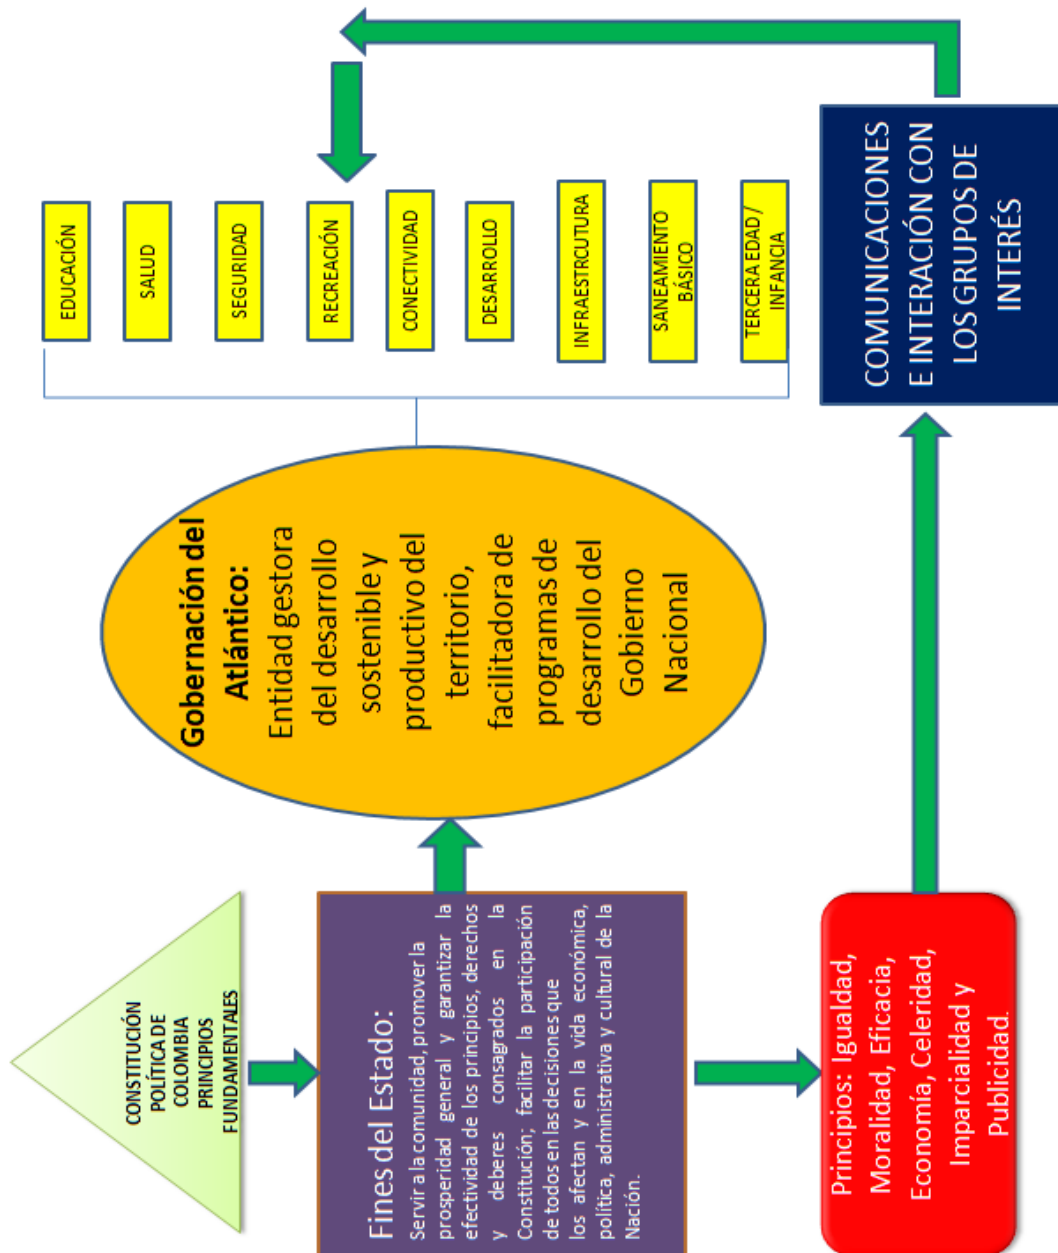 CONSTITUCIÓN
POLÍTICA DE
COLOMBIA
PRINCIPIOS
FUNDAMENTALES
Fines del Estado:
Servir a la comunidad, promover la
prosperidad general y garantizar la
efectividad de los principios, derechos
y deberes consagrados en la
Constitución; facilitar la participación
de todos en las decisiones que
los afectan y en la vida económica,
política, administrativa y cultural de la
Nación.
Principios: Igualdad,
Moralidad, Eficacia,
Economía, Celeridad,
Imparcialidad y
Publicidad.
Gobernación del
Atlántico:
Entidad gestora
del desarrollo
sostenible y
productivo del
territorio,
facilitadora de
programas de
desarrollo del
Gobierno
Nacional
EDUCACIÓN
SALUD
SEGURIDAD
RECREACIÓN
CONECTIVIDAD
DESARROLLO
INFRAESTRCUTURA
SANEAMIENTO
BÁSICO
TERCERA EDAD /
INFANCIA
COMUNICACIONES
E INTERACIÓN CON
LOS GRUPOS DE
INTERÉS